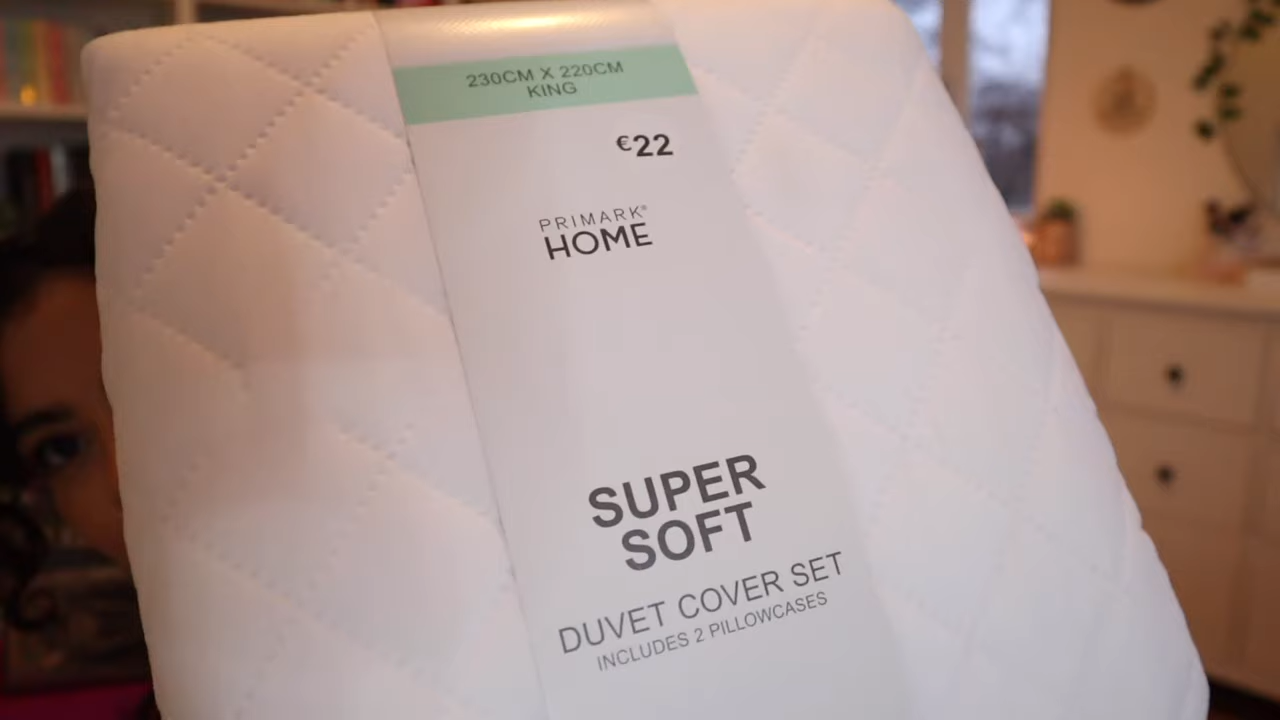 230CM X 220CM
KING
€22
PRIMARK®
HOME
SUPER
SOFT
DUVET COVER SET
INCLUDES 2 PILLOWCASES